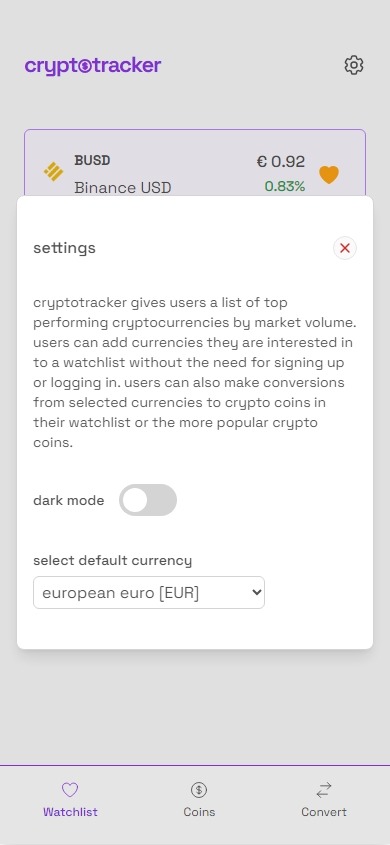 cryptotracker
BUSD
€ 0.92
Binance USD
0.83%
settings
cryptotracker gives users a list of top
performing cryptocurrencies by market volume.
users can add currencies they are interested in
to a watchlist without the need for signing up
or logging in. users can also make conversions
from selected currencies to crypto coins in
their watchlist or the more popular crypto
coins.
dark mode
select default currency
european euro [EUR]
Watchlist
Coins
Convert